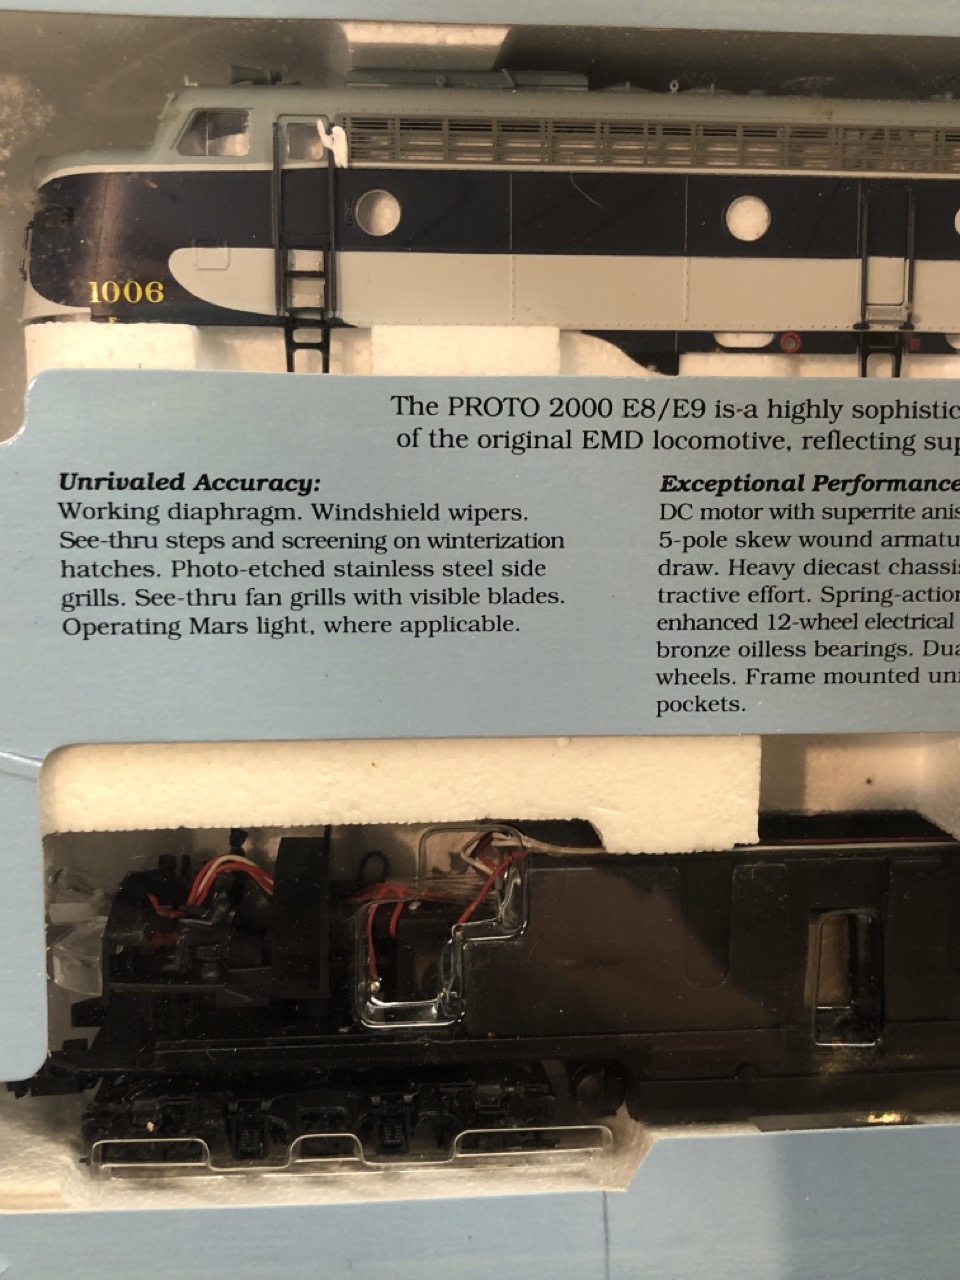 1006
F
The PROTO 2000 E8/E9 is a highly sophistic
of the original EMD locomotive, reflecting sup
Unrivaled Accuracy:
Working diaphragm. Windshield wipers.
See-thru steps and screening on winterization
hatches. Photo-etched stainless steel side
grills. See-thru fan grills with visible blades.
Operating Mars light, where applicable.
Exceptional Performance
DC motor with superrite anis
5-pole skew wound armatu
draw. Heavy diecast chassis
tractive effort. Spring-action
enhanced 12-wheel electrical
bronze oilless bearings. Dua
wheels. Frame mounted uni
pockets.